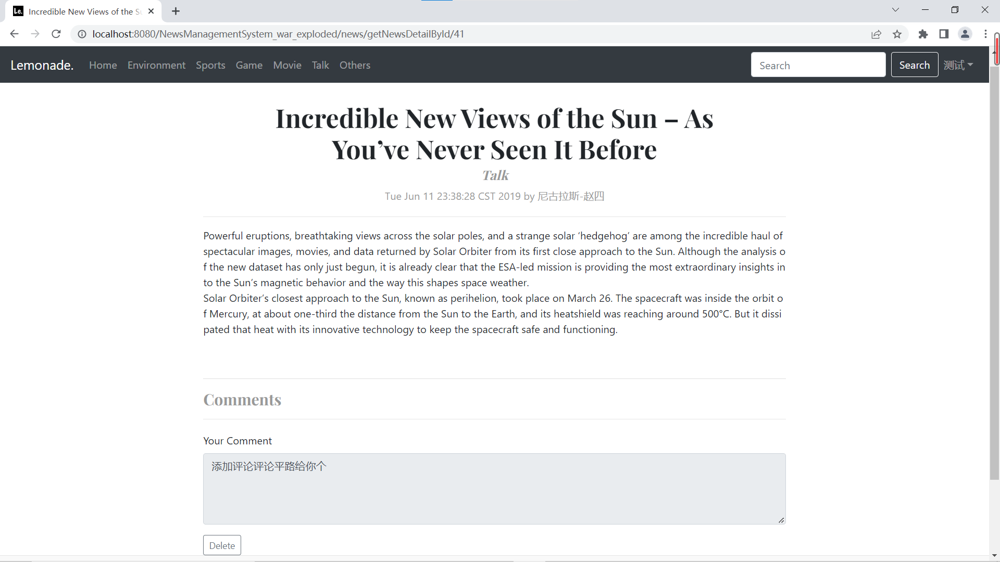 Le. Incredible New Views of the Su
localhost:8080/NewsManagementSystem_war_exploded/news/getNewsDetailById/41
Lemonade. Home Environment Sports Game Movie Talk Others Search Search 测试
Incredible New Views of the Sun – As
You’ve Never Seen It Before
Talk
Tue Jun 11 23:38:28 CST 2019 by 尼古拉斯-赵四
Powerful eruptions, breathtaking views across the solar poles, and a strange solar ‘hedgehog’ are among the incredible haul of
spectacular images, movies, and data returned by Solar Orbiter from its first close approach to the Sun. Although the analysis o
f the new dataset has only just begun, it is already clear that the ESA-led mission is providing the most extraordinary insights in
to the Sun’s magnetic behavior and the way this shapes space weather.
Solar Orbiter’s closest approach to the Sun, known as perihelion, took place on March 26. The spacecraft was inside the orbit o
f Mercury, at about one-third the distance from the Sun to the Earth, and its heatshield was reaching around 500°C. But it dissi
pated that heat with its innovative technology to keep the spacecraft safe and functioning.
Comments
Your Comment
添加评论评论平路给你个
Delete